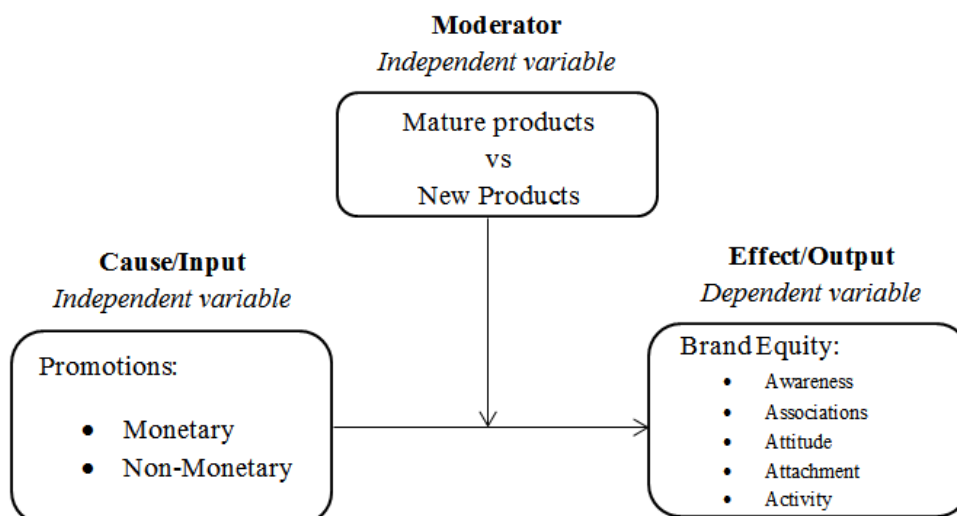 Moderator
Independent variable
Mature products
vs
New Products
Cause/Input
Independent variable
Promotions:
• Monetary
• Non-Monetary
Effect/Output
Dependent variable
Brand Equity:
• Awareness
• Associations
• Attitude
• Attachment
• Activity